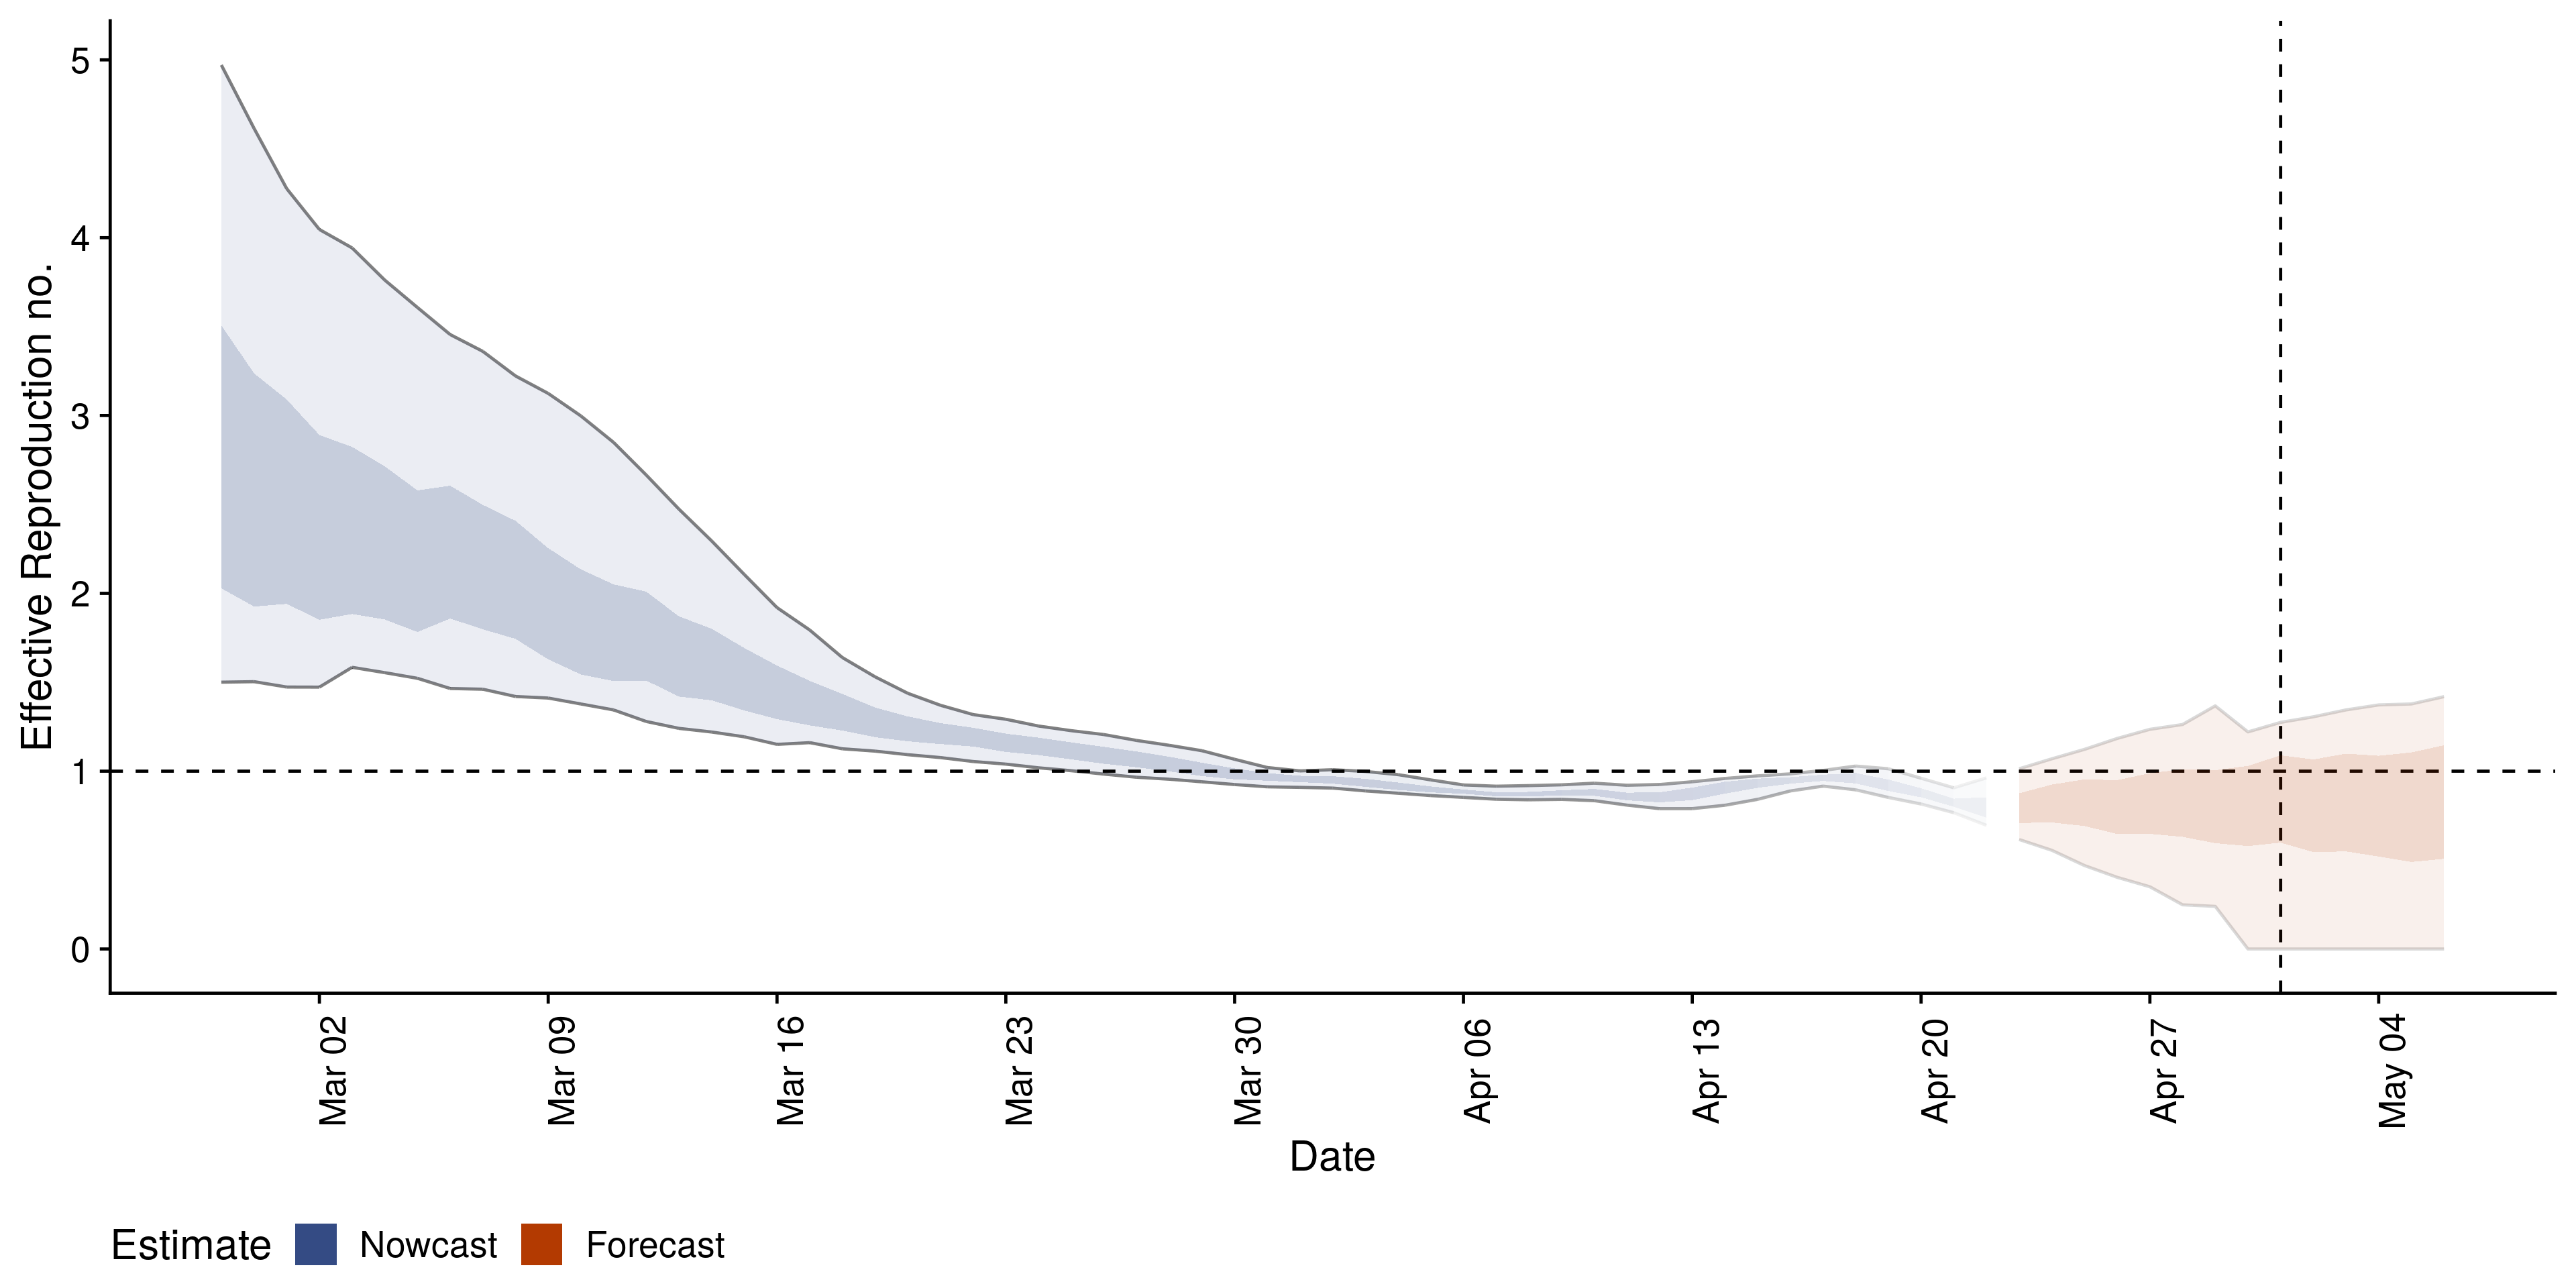 Effective Reproduction no.
5
4
3
2
1
0
Mar 02
Mar 09
Mar 16
Mar 23
Mar 30
Apr 06
Apr 13
Apr 20
Apr 27
May 04
Date
Estimate Nowcast Forecast